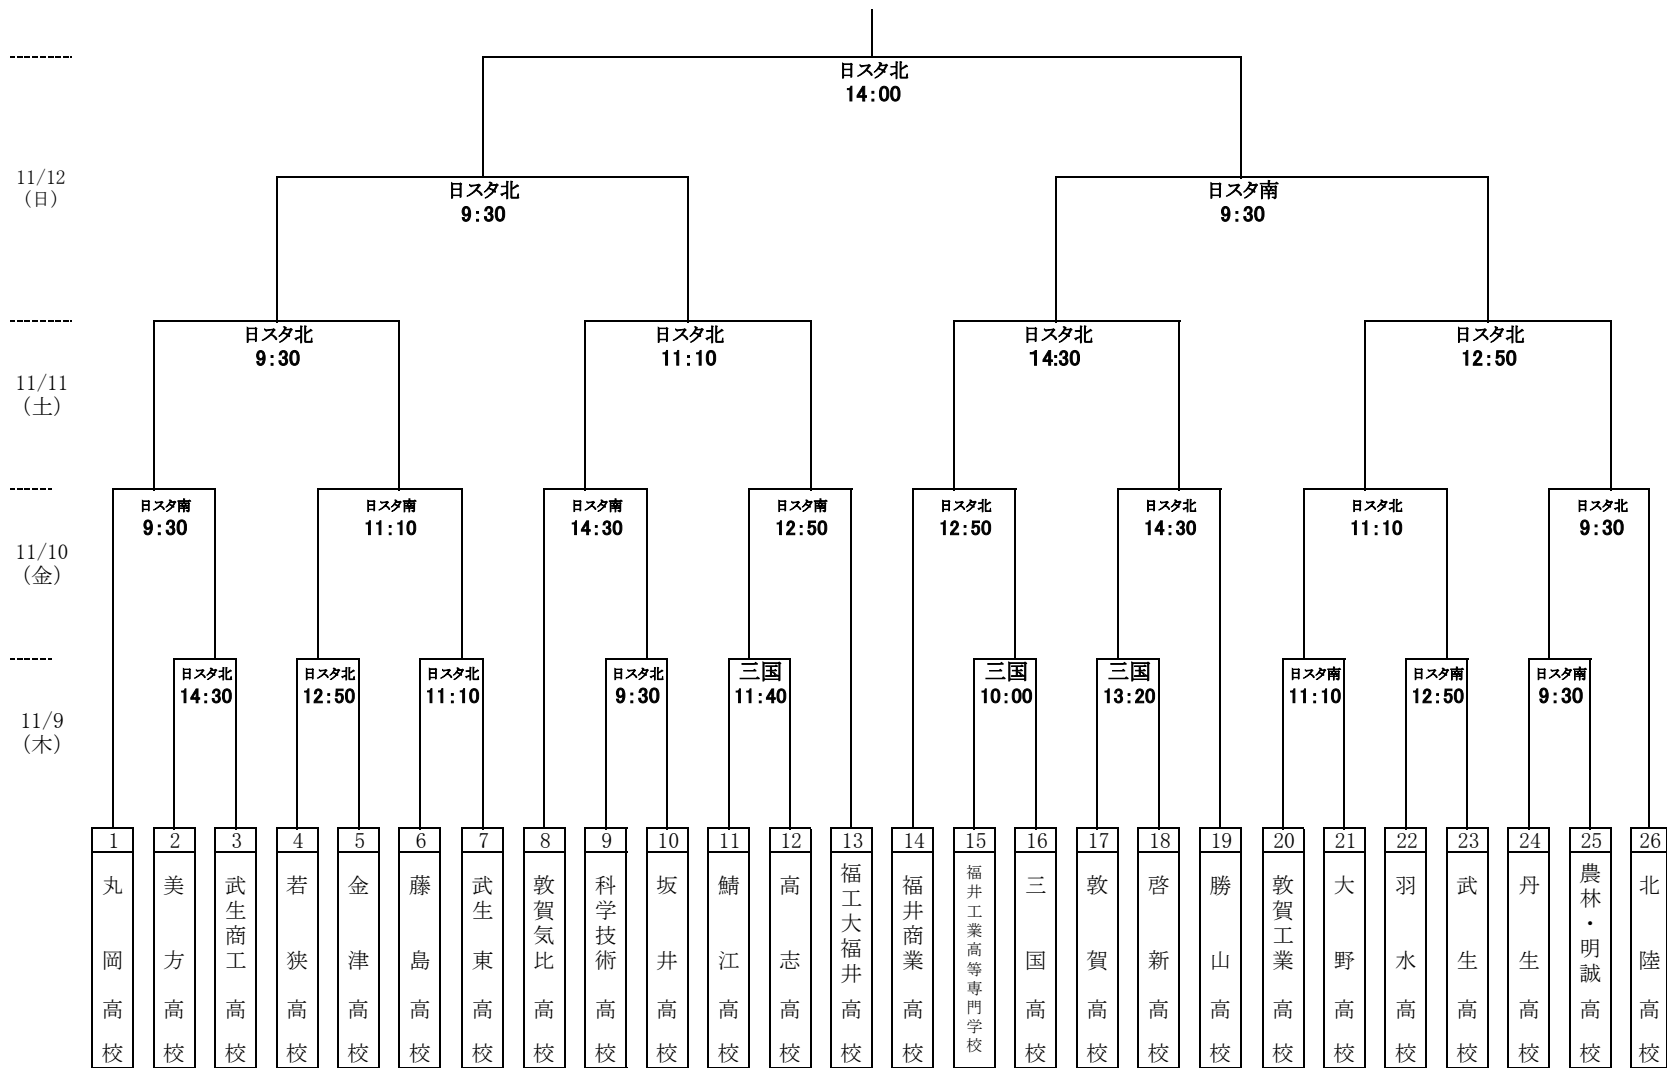 日スタ北
14:00
11/12
(日)
日スタ北
9:30
日スタ南
9:30
日スタ北
9:30
日スタ北
11:10
日スタ北
14:30
日スタ北
12:50
11/11
(土)
日スタ南
9:30
日スタ南
11:10
日スタ南
14:30
日スタ南
12:50
日スタ北
12:50
日スタ北
14:30
日スタ北
11:10
日スタ北
9:30
11/10
(金)
日スタ北
14:30
日スタ北
12:50
日スタ北
11:10
日スタ北
9:30
三国
11:40
三国
10:00
三国
13:20
日スタ南
11:10
日スタ南
12:50
日スタ南
9:30
11/9
(木)
1
丸岡高校
2
美方高校
3
武生商工高校
4
若狭高校
5
金津高校
6
藤島高校
7
武生東高校
8
敦賀気比高校
9
科学技術高校
10
坂井高校
11
鯖江高校
12
高志高校
13
福工大福井高校
14
福井商業高校
15
福井工業高等専門学校
16
三国高校
17
敦賀高校
18
啓新高校
19
勝山高校
20
敦賀工業高校
21
大野高校
22
羽水高校
23
武生高校
24
丹生高校
25
農林・明誠高校
26
北陸高校